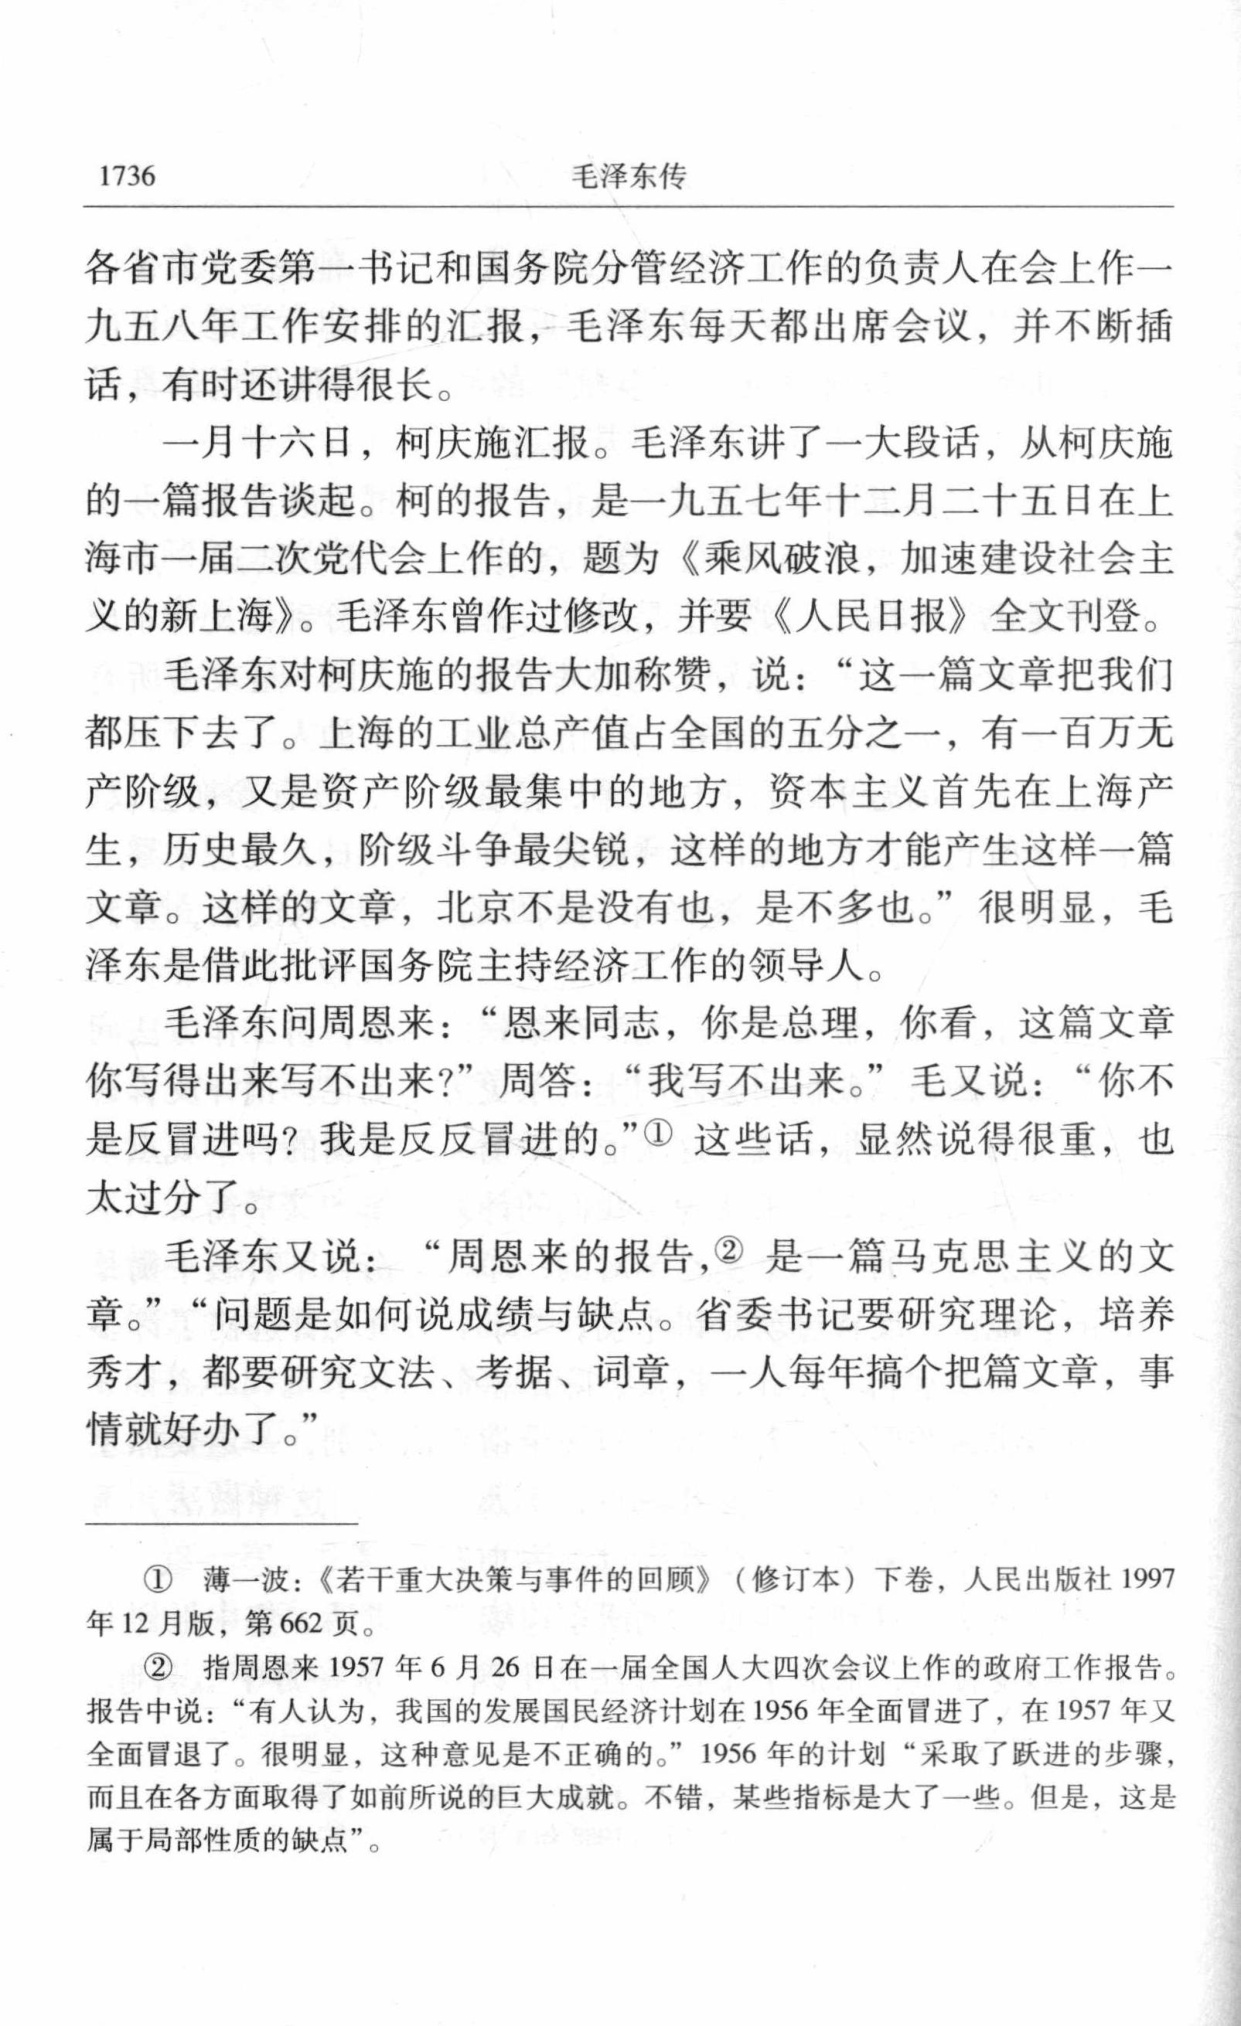 1736
毛泽东传
各省市党委第一书记和国务院分管经济工作的负责人在会上作一
九五八年工作安排的汇报，毛泽东每天都出席会议，并不断插
话，有时还讲得很长。
一月十六日，柯庆施汇报。毛泽东讲了一大段话，从柯庆施
的一篇报告谈起。柯的报告，是一九五七年十二月二十五日在上
海市一届二次党代会上作的，题为《乘风破浪，加速建设社会主
义的新上海》。毛泽东曾作过修改，并要《人民日报》全文刊登。
毛泽东对柯庆施的报告大加称赞，说：“这一篇文章把我们
都压下去了。上海的工业总产值占全国的五分之一，有一百万无
产阶级，又是资产阶级最集中的地方，资本主义首先在上海产
生，历史最久，阶级斗争最尖锐，这样的地方才能产生这样一篇
文章。这样的文章，北京不是没有也，是不多也。”很明显，毛
泽东是借此批评国务院主持经济工作的领导人。
毛泽东问周恩来：“恩来同志，你是总理，你看，这篇文章
你写得出来写不出来?”周答：“我写不出来。”毛又说：“你不
是反冒进吗？我是反反冒进的。”① 这些话，显然说得很重，也
太过分了。
毛泽东又说：“周恩来的报告,② 是一篇马克思主义的文
章。”“问题是如何说成绩与缺点。省委书记要研究理论，培养
秀才，都要研究文法、考据、词章，一人每年搞个把篇文章，事
情就好办了。”
① 薄一波：《若干重大决策与事件的回顾》（修订本）下卷，人民出版社 1997
年 12 月版，第 662 页。
② 指周恩来 1957 年 6 月 26 日在一届全国人大四次会议上作的政府工作报告。
报告中说：“有人认为，我国的发展国民经济计划在 1956 年全面冒进了，在 1957 年又
全面冒退了。很明显，这种意见是不正确的。”1956 年的计划“采取了跃进的步骤，
而且在各方面取得了如前所说的巨大成就。不错，某些指标是大了一些。但是，这是
属于局部性质的缺点”。